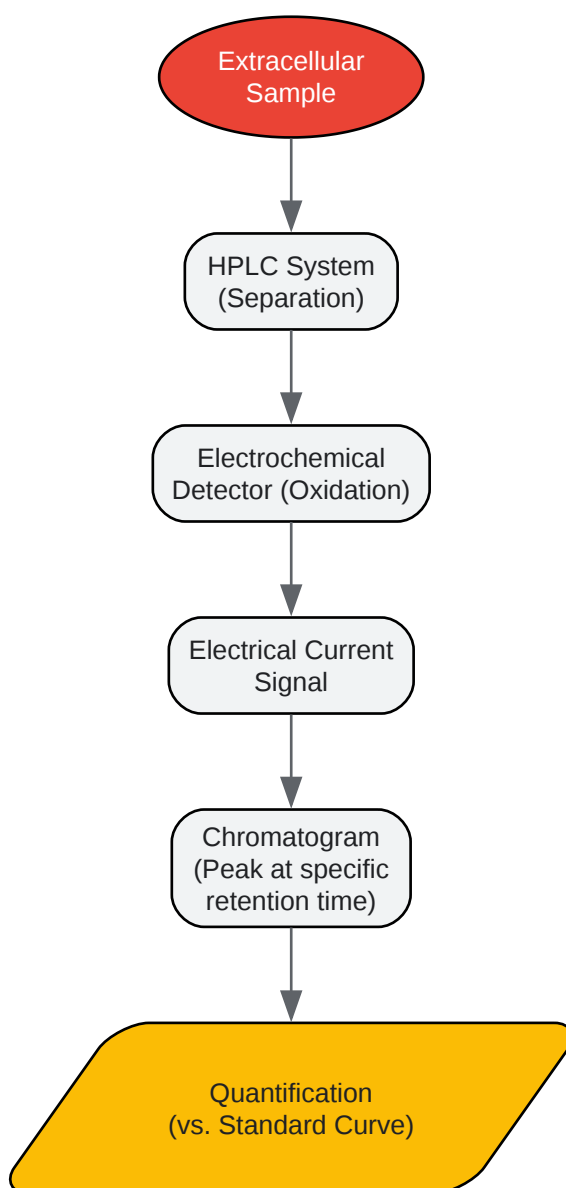 Extracellular
Sample
HPLC System
(Separation)
Electrochemical
Detector (Oxidation)
Electrical Current
Signal
Chromatogram
(Peak at specific
retention time)
Quantification
(vs. Standard Curve)